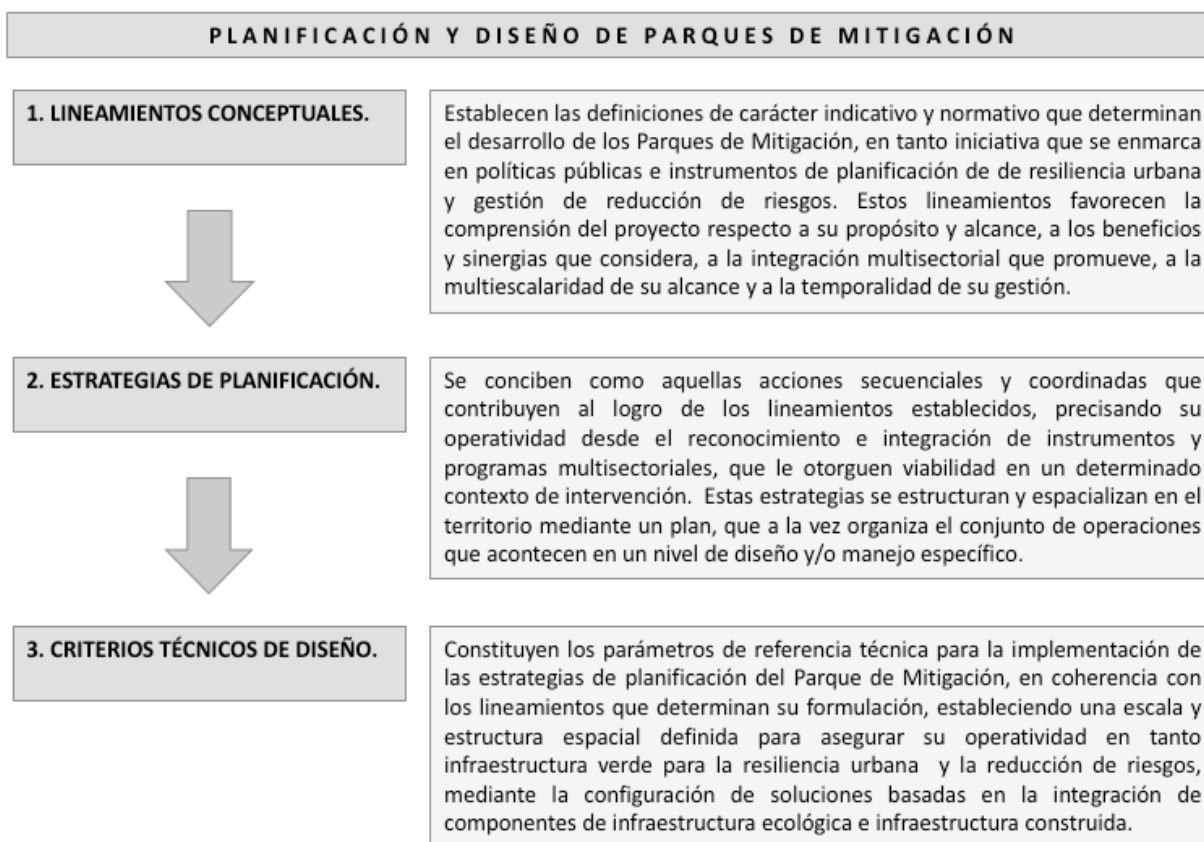 PLANIFICACIÓN Y DISEÑO DE PARQUES DE MITIGACIÓN
1. LINEAMIENTOS CONCEPTUALES.
Establecen las definiciones de carácter indicativo y normativo que determinan
el desarrollo de los Parques de Mitigación, en tanto iniciativa que se enmarca
en políticas públicas e instrumentos de planificación de de resiliencia urbana
y gestión de reducción de riesgos. Estos lineamientos favorecen la
comprensión del proyecto respecto a su propósito y alcance, a los beneficios
y sinergias que considera, a la integración multisectorial que promueve, a la
multiescalaridad de su alcance y a la temporalidad de su gestión.
2. ESTRATEGIAS DE PLANIFICACIÓN.
Se conciben como aquellas acciones secuenciales y coordinadas que
contribuyen al logro de los lineamientos establecidos, precisando su
operatividad desde el reconocimiento e integración de instrumentos y
programas multisectoriales, que le otorguen viabilidad en un determinado
contexto de intervención. Estas estrategias se estructuran y espacializan en el
territorio mediante un plan, que a la vez organiza el conjunto de operaciones
que acontecen en un nivel de diseño y/o manejo específico.
3. CRITERIOS TÉCNICOS DE DISEÑO.
Constituyen los parámetros de referencia técnica para la implementación de
las estrategias de planificación del Parque de Mitigación, en coherencia con
los lineamientos que determinan su formulación, estableciendo una escala y
estructura espacial definida para asegurar su operatividad en tanto
infraestructura verde para la resiliencia urbana y la reducción de riesgos,
mediante la configuración de soluciones basadas en la integración de
componentes de infraestructura ecológica e infraestructura construida.